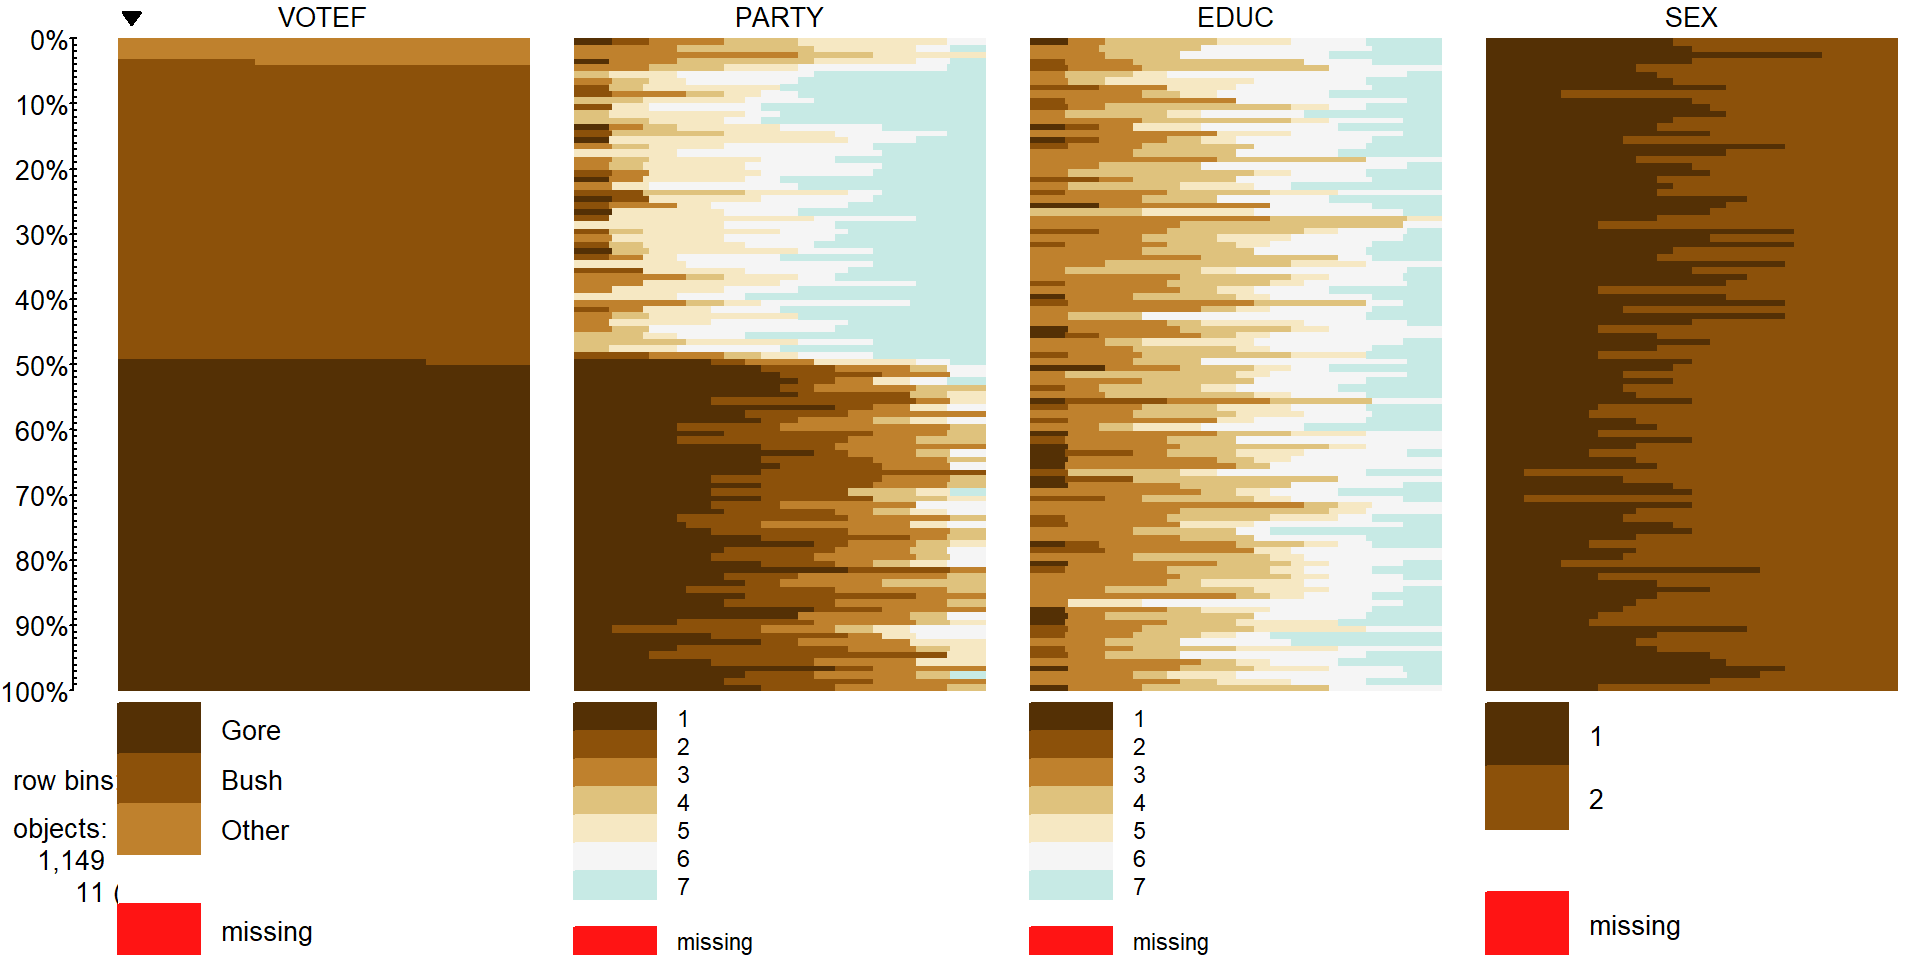 VOTEF PARTY EDUC SEX
0%
10%
20%
30%
40%
50%
60%
70%
80%
90%
100%
row bins:
objects:
1,149
11 (
Gore
Bush
Other
missing
1
2
3
4
5
6
7
missing
1
2
3
4
5
6
7
missing
1
2
missing